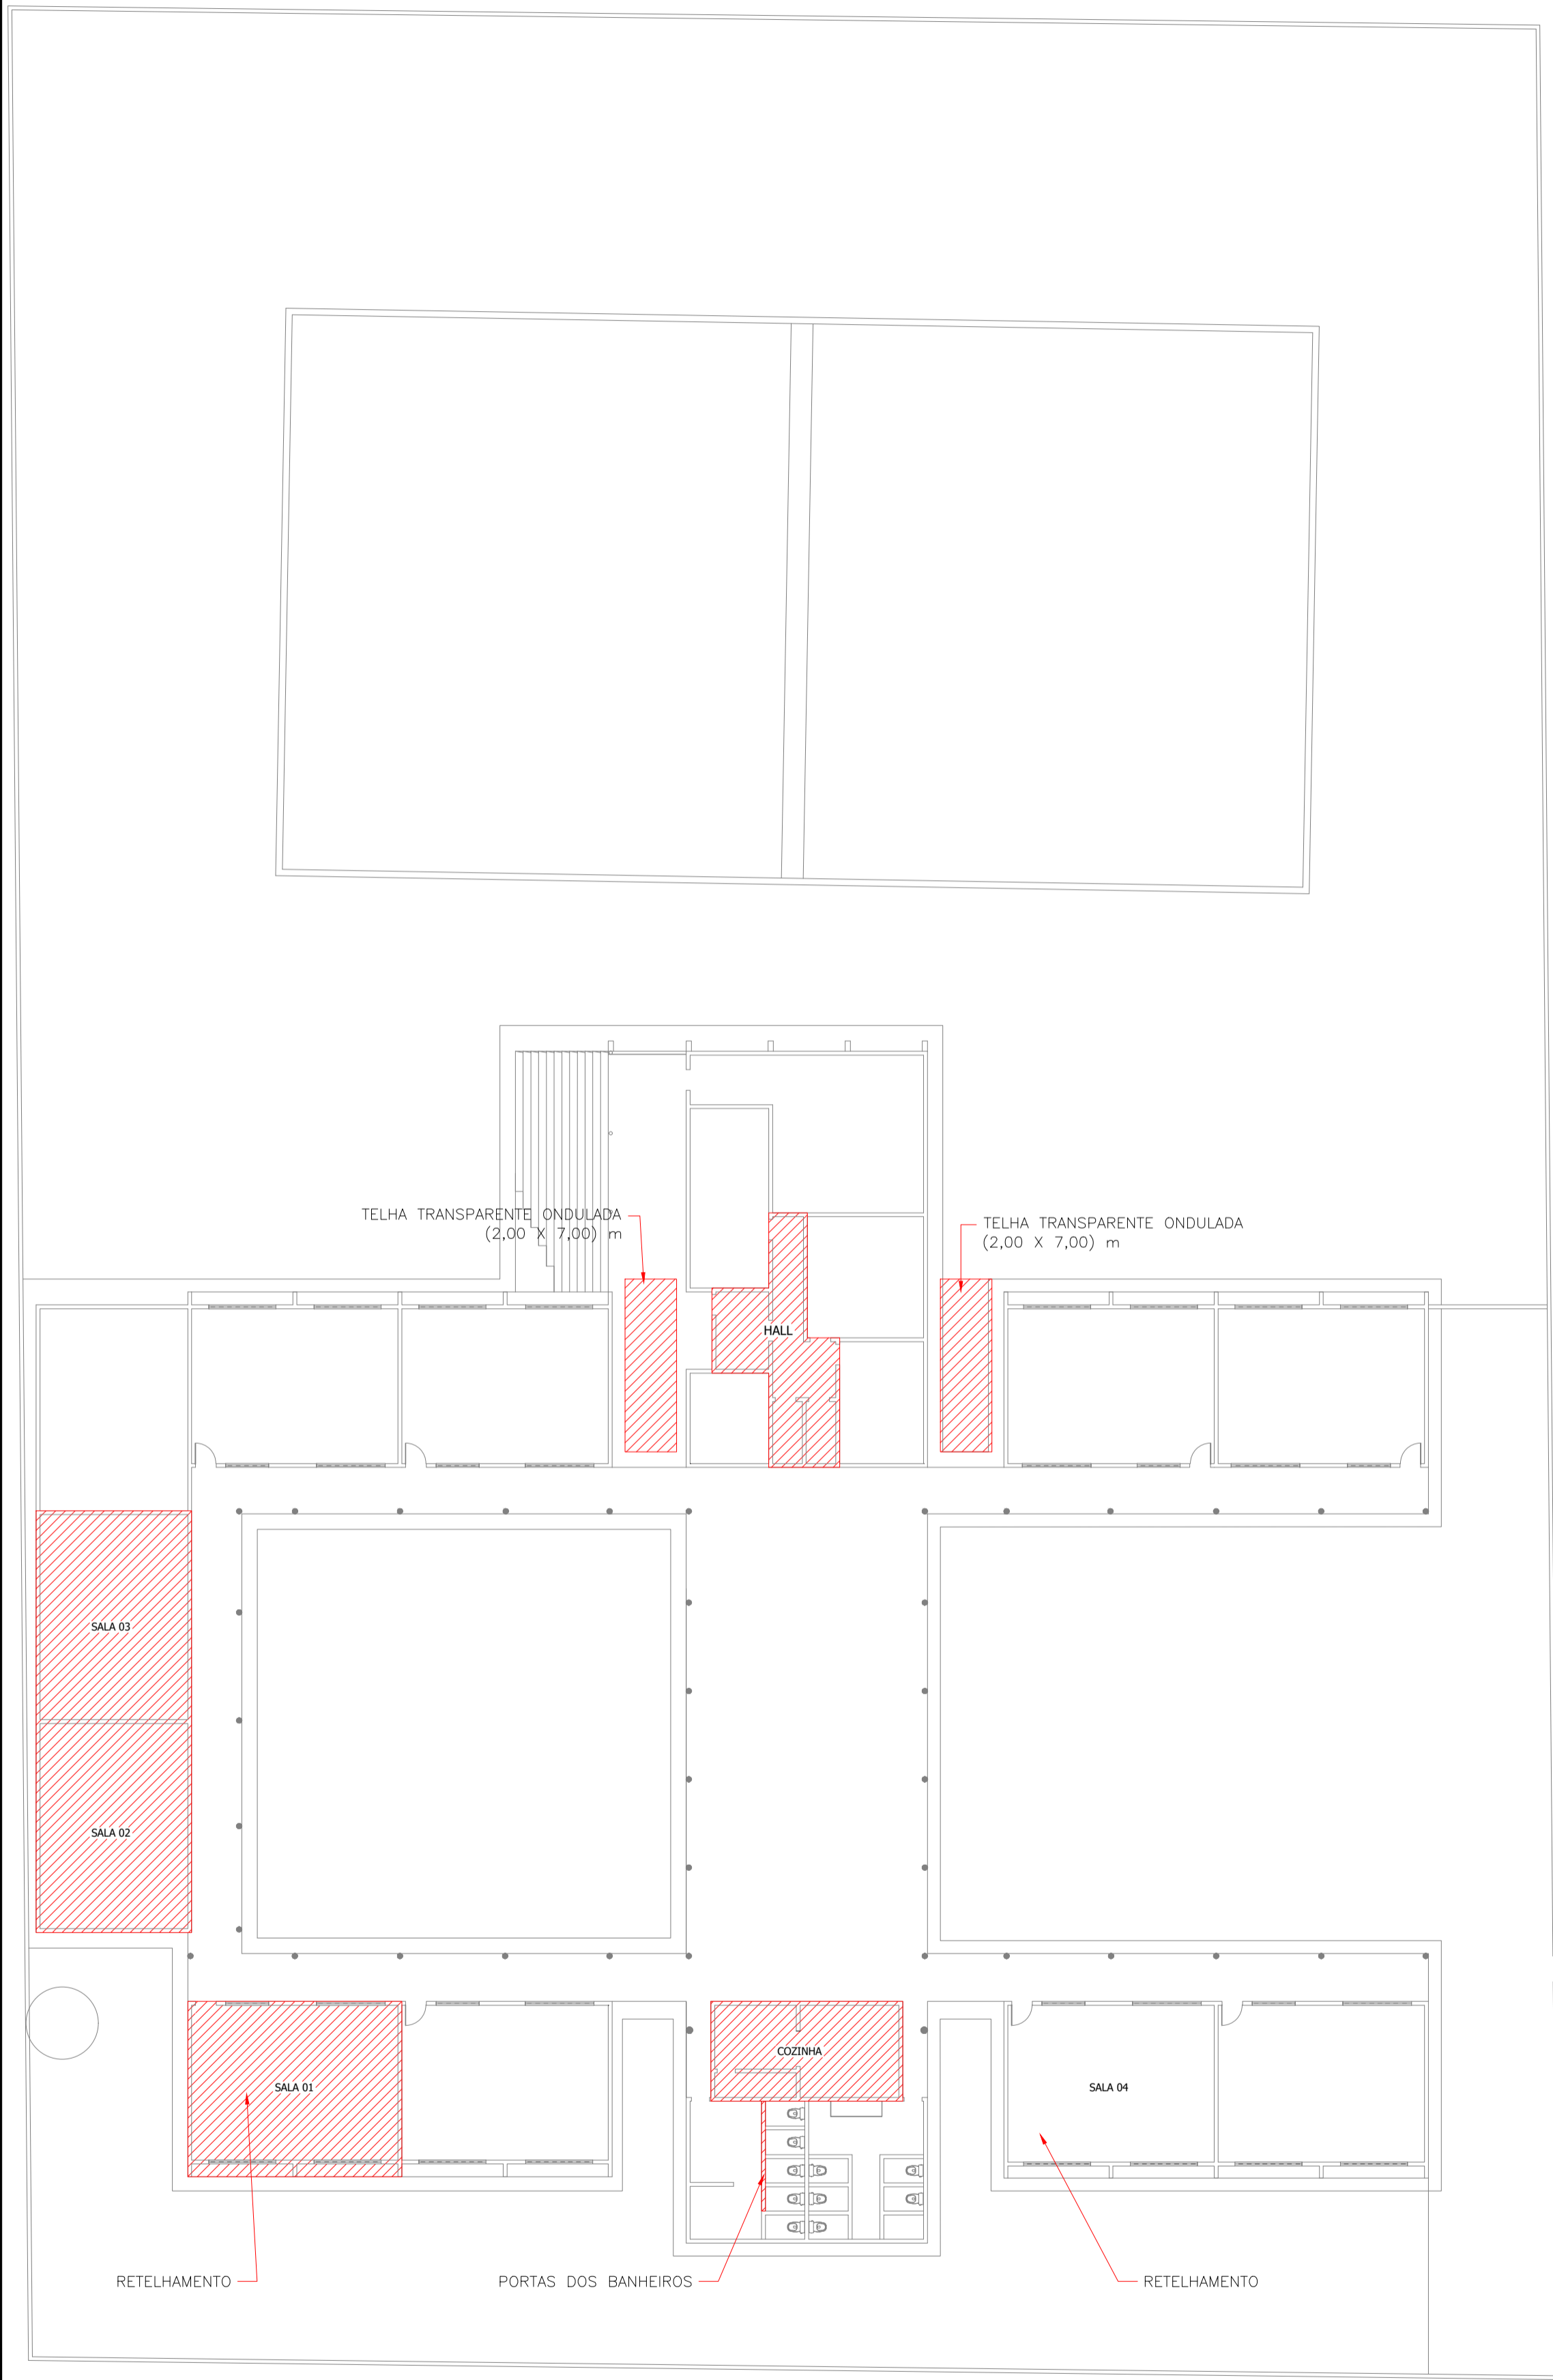 TELHA TRANSPARENTE ONDULADA
(2,00 X 7,00) m
TELHA TRANSPARENTE ONDULADA
(2,00 X 7,00) m
HALL
SALA 03
SALA 02
COZINHA
SALA 01
SALA 04
RETELHAMENTO
PORTAS DOS BANHEIROS
RETELHAMENTO